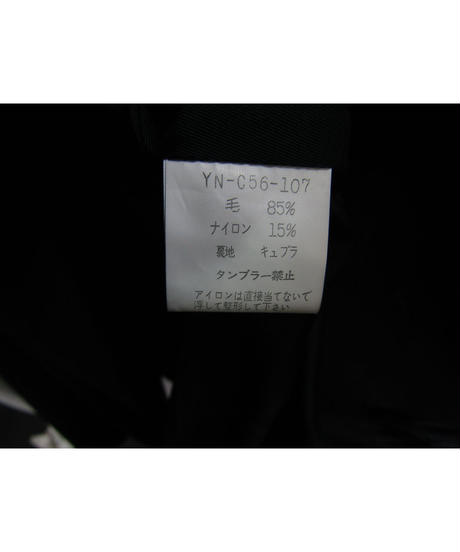 YN-C56-107
毛 85%
ナイロン 15%
裏地 キュプラ
タンブラー禁止
アイロンは直接当てないで
浮して整形して下さい